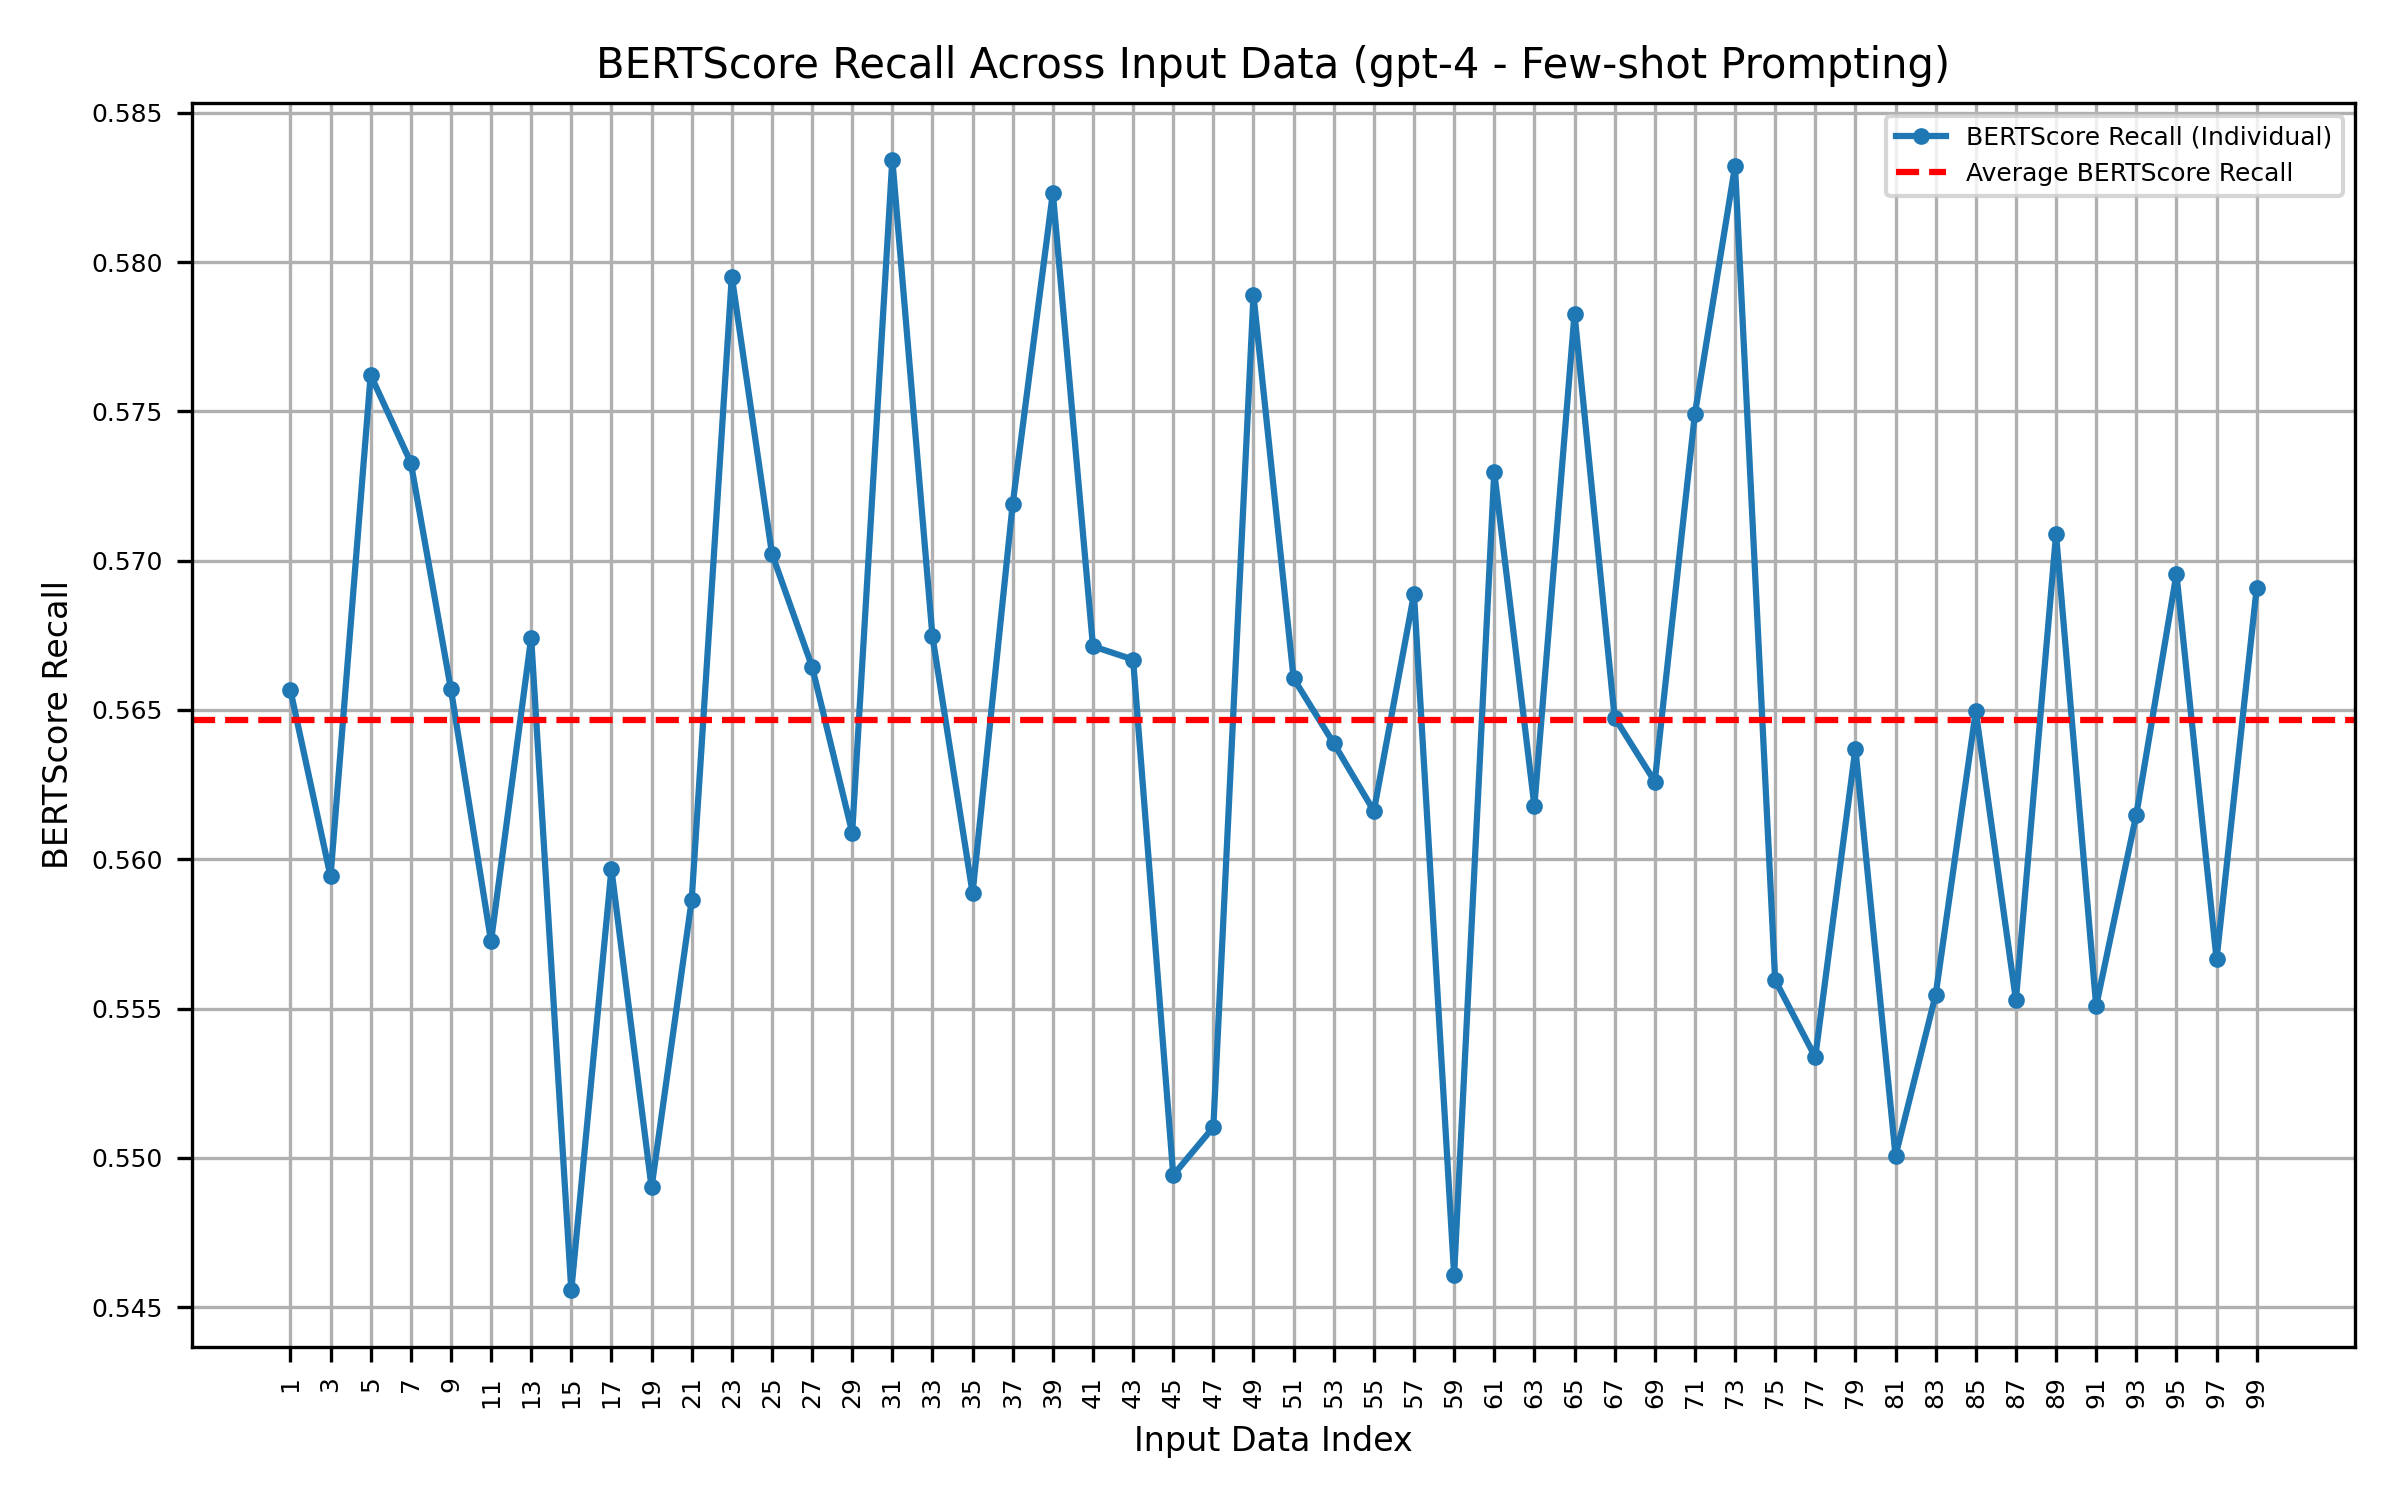 BERTScore Recall Across Input Data (gpt-4 - Few-shot Prompting)
BERTScore Recall (Individual)
Average BERTScore Recall
BERTScore Recall
0.585
0.580
0.575
0.570
0.565
0.560
0.555
0.550
0.545
1 3 5 7 9 11 13 15 17 19 21 23 25 27 29 31 33 35 37 39 41 43 45 47 49 51 53 55 57 59 61 63 65 67 69 71 73 75 77 79 81 83 85 87 89 91 93 95 97 99
Input Data Index